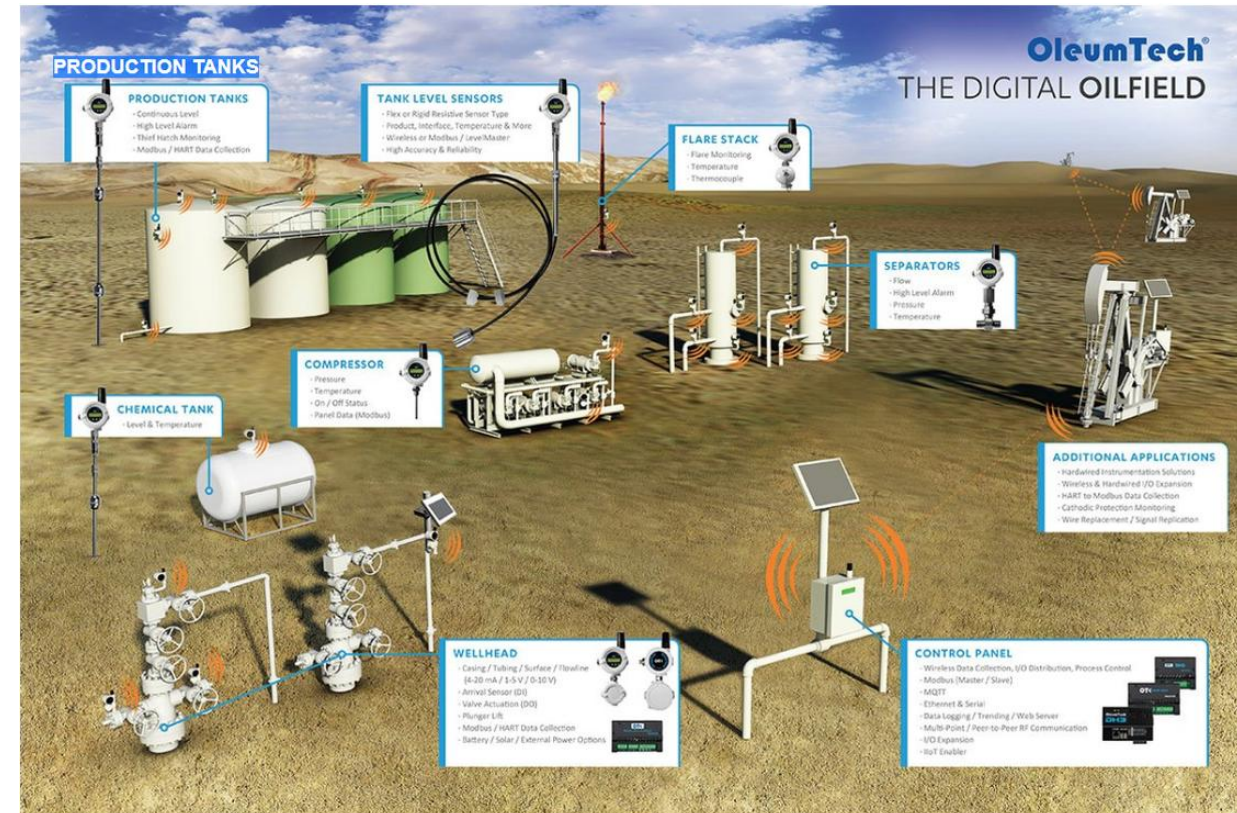 OleumTech®
THE DIGITAL OILFIELD
PRODUCTION TANKS
PRODUCTION TANKS
- Continuous Level
- High Level Alarm
- Thief Hatch Monitoring
- Modbus / HART Data Collection
TANK LEVEL SENSORS
- Flex or Rigid Resistive Sensor Type
- Product, Interface, Temperature & More
- Wireless or Modbus / LevelMaster
- High Accuracy & Reliability
FLARE STACK
- Flare Monitoring
- Temperature
- Thermocouple
SEPARATORS
- Flow
- High Level Alarm
- Pressure
- Temperature
COMPRESSOR
- Pressure
- Temperature
- On / Off Status
- Panel Data (Modbus)
CHEMICAL TANK
- Level & Temperature
ADDITIONAL APPLICATIONS
- Hardwired Instrumentation Solutions
- Wireless & Hardwired I/O Expansion
- HART to Modbus Data Collection
- Cathodic Protection Monitoring
- Wire Replacement / Signal Replication
WELLHEAD
- Casing / Tubing / Surface / Flowline
(4-20 mA / 1-5 V / 0-10 V)
- Arrival Sensor (DI)
- Valve Actuation (DO)
- Plunger Lift
- Modbus / HART Data Collection
- Battery / Solar / External Power Options
CONTROL PANEL
- Wireless Data Collection, I/O Distribution, Process Control
- Modbus (Master / Slave)
- MQTT
- Ethernet & Serial
- Data Logging / Trending / Web Server
- Multi-Point / Peer-to-Peer RF Communication
- I/O Expansion
- IIoT Enabler
DH3